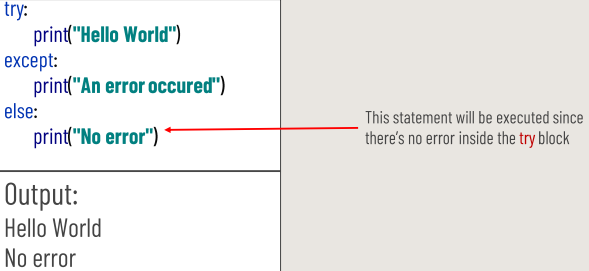 try:
print("Hello World")
except:
print("An error occured")
else:
print("No error")
This statement will be executed since
there's no error inside the try block
Output:
Hello World
No error